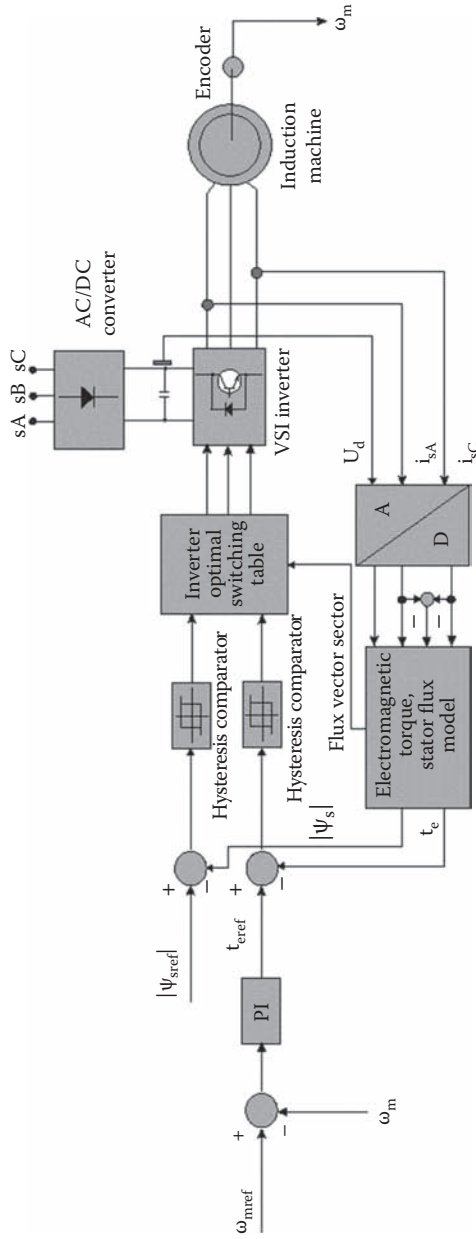 sA
sB
sC
AC/DC
converter
Encoder
ω_m
Induction
machine
VSI inverter
Inverter
optimal
switching
table
Hysteresis comparator
Hysteresis comparator
|ψ_sref|
+
−
t_eref
+
−
PI
ω_mref
+
−
ω_m
|ψ_s|
t_e
Flux vector sector
Electromagnetic
torque,
stator flux
model
−
−
A
D
U_d
i_sA
i_sC